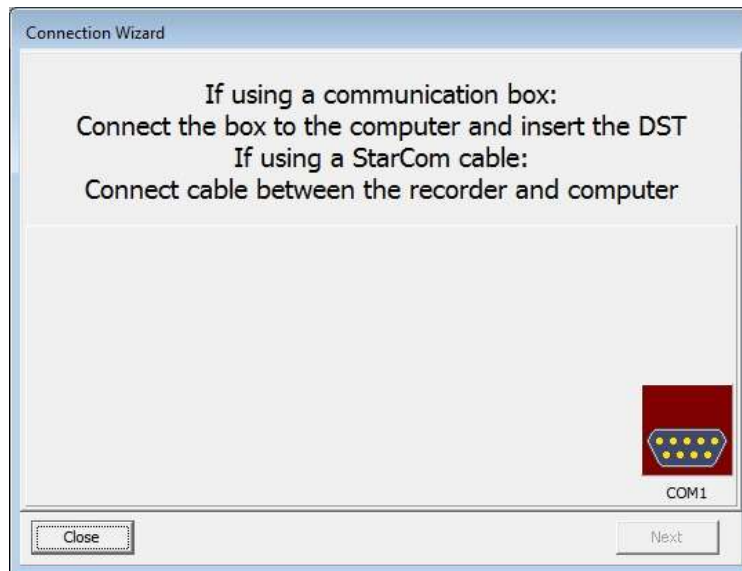 Connection Wizard
If using a communication box:
Connect the box to the computer and insert the DST
If using a StarCom cable:
Connect cable between the recorder and computer
COM1
Close
Next